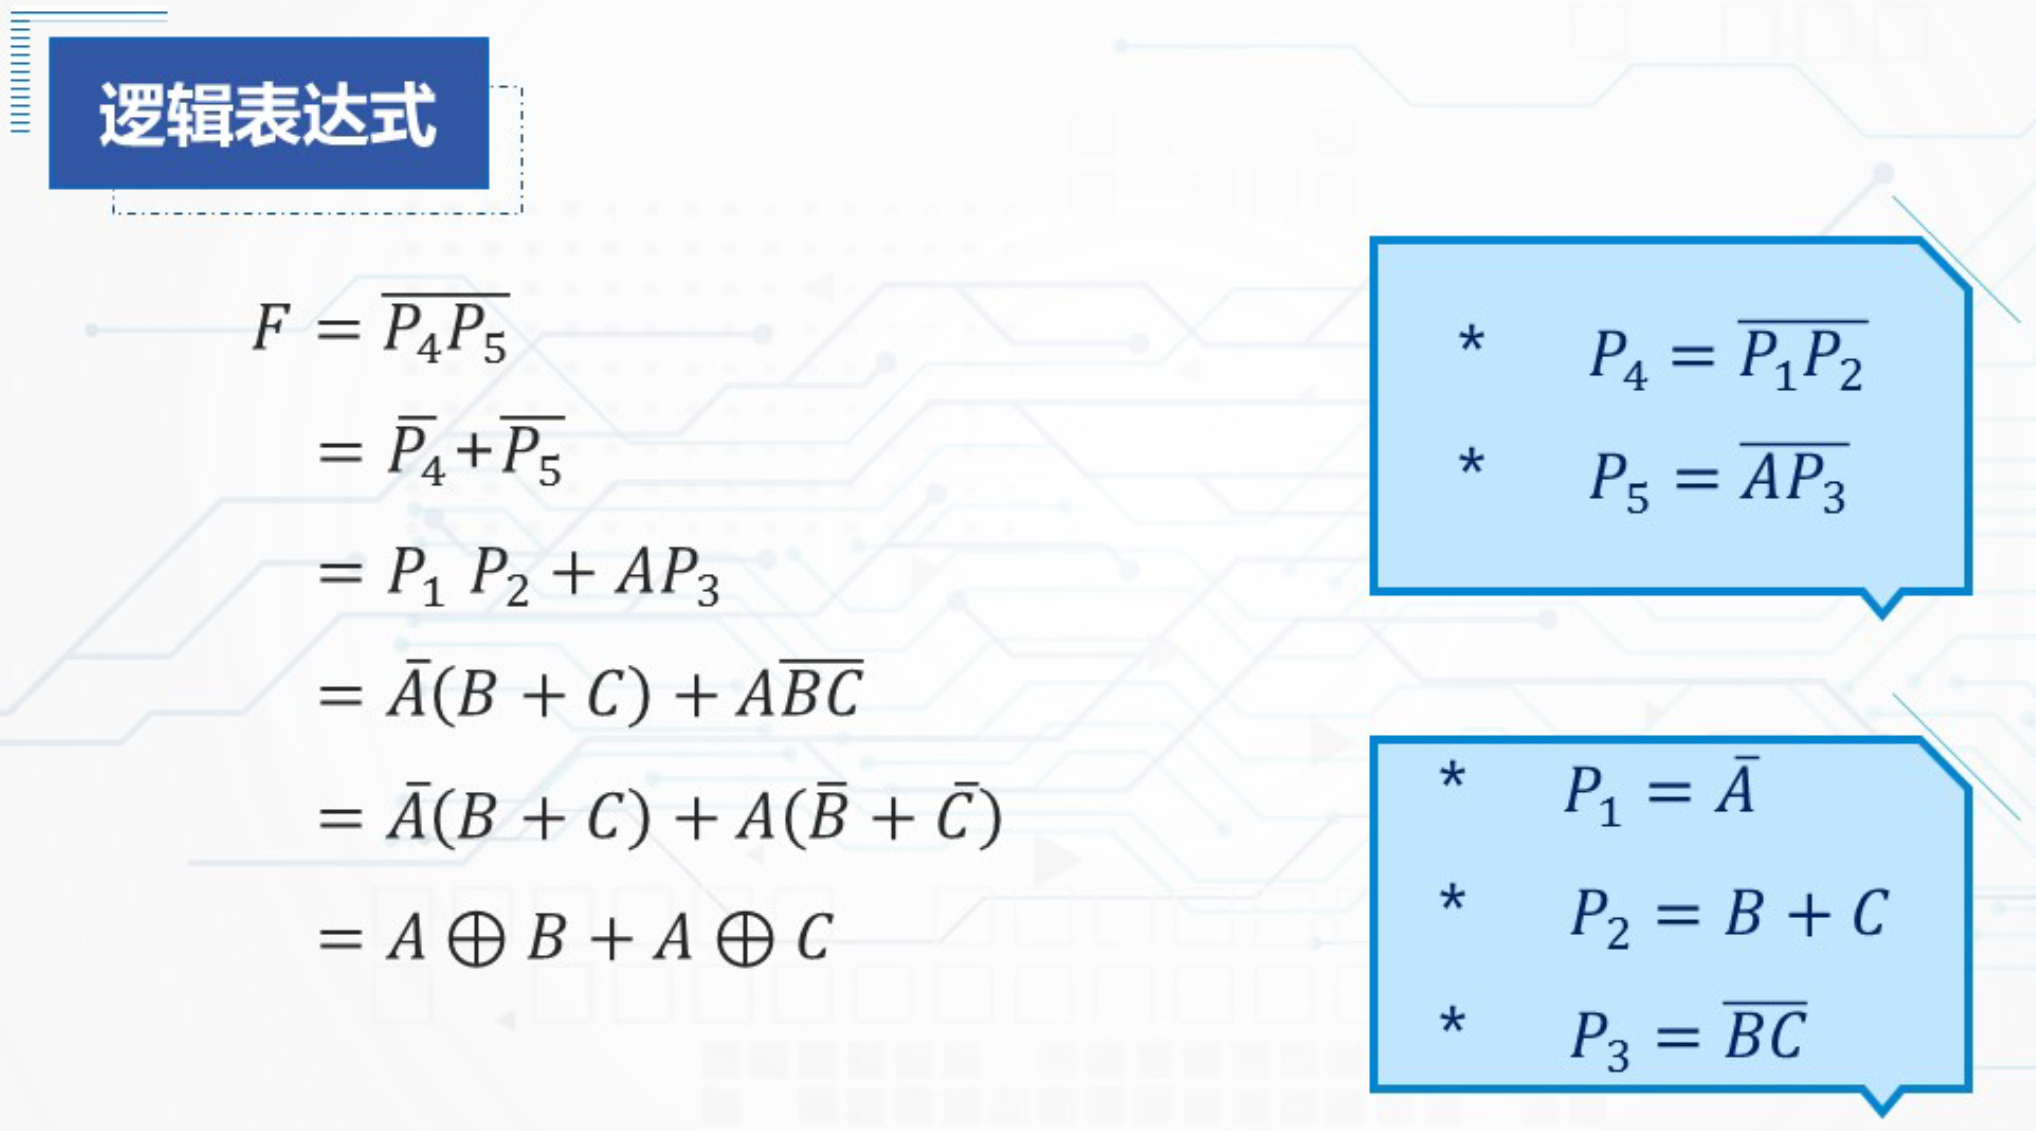 逻辑表达式
$F = \overline{P_4 P_5}$
$= \overline{P_4} + \overline{P_5}$
$= P_1 \ P_2 + AP_3$
$= \bar{A}(B + C) + A\overline{BC}$
$= \bar{A}(B + C) + A(\bar{B} + \bar{C})$
$= A \oplus B + A \oplus C$
* $P_4 = \overline{P_1 P_2}$
* $P_5 = \overline{AP_3}$
* $P_1 = \bar{A}$
* $P_2 = B + C$
* $P_3 = \overline{BC}$